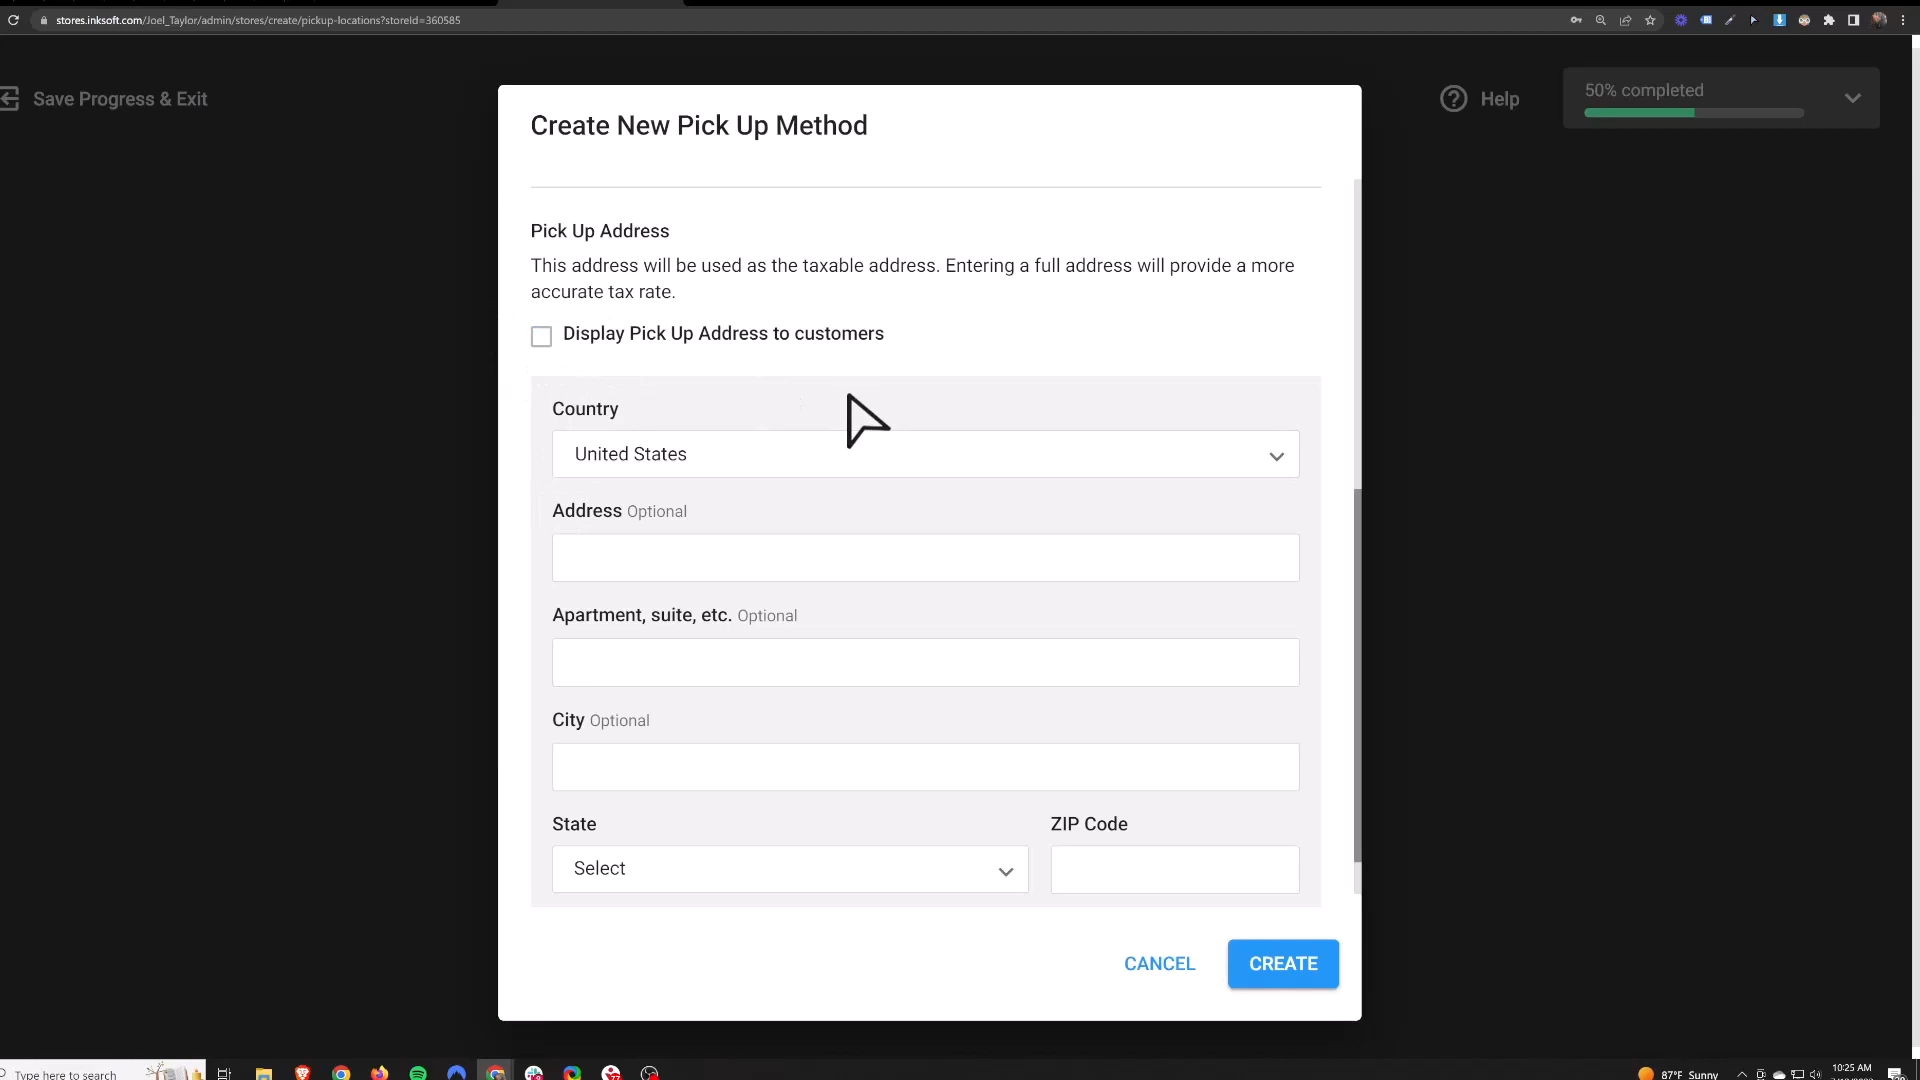 stores.inksoft.com/Joel_Taylor/admin/stores/create/pickup-locations?storeId=360585
Save Progress & Exit
Help
50% completed
Create New Pick Up Method
Pick Up Address
This address will be used as the taxable address. Entering a full address will provide a more
accurate tax rate.
Display Pick Up Address to customers
Country
United States
Address Optional
Apartment, suite, etc. Optional
City Optional
State
ZIP Code
Select
CANCEL
CREATE
Type here to search
87°F Sunny
10:25 AM